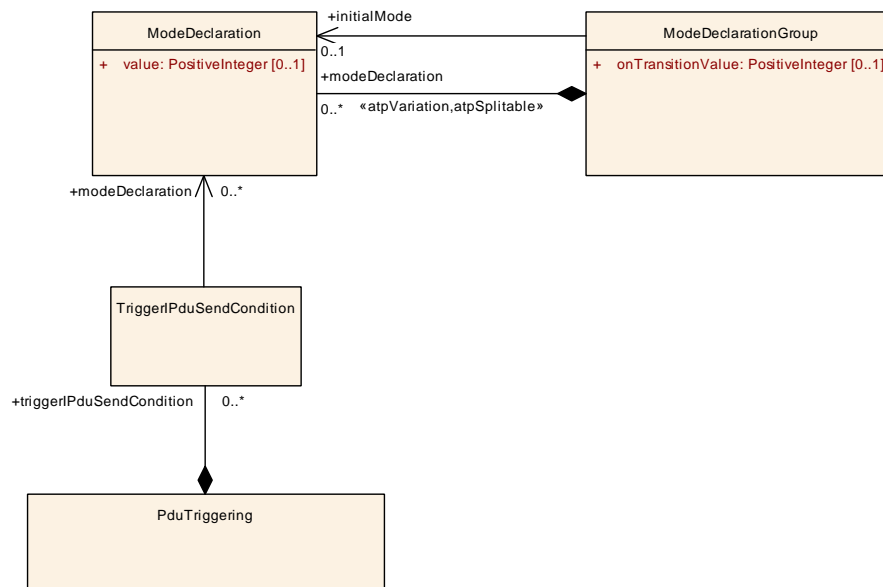 +initialMode
ModeDeclaration
ModeDeclarationGroup
0..1
+ value: PositiveInteger [0..1]
+ onTransitionValue: PositiveInteger [0..1]
+modeDeclaration
0..*
«atpVariation,atpSplitable»
+modeDeclaration
0..*
TriggerIPduSendCondition
+triggerIPduSendCondition
0..*
PduTriggering